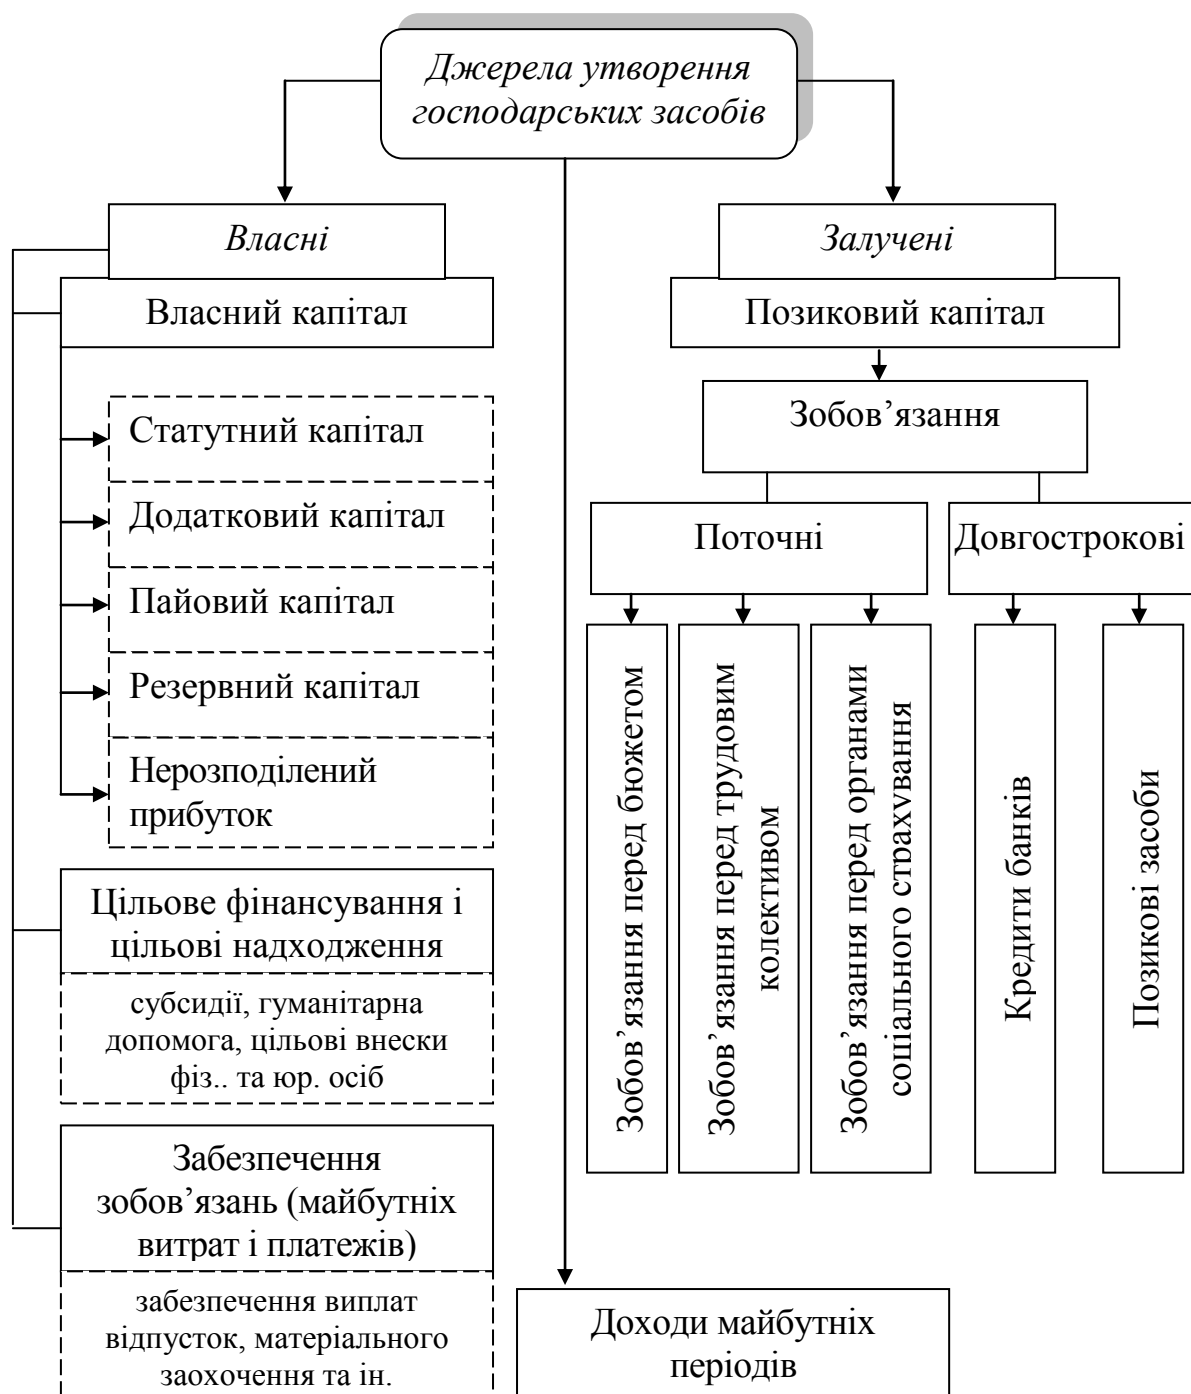 Джерела утворення
господарських засобів
Власні
Власний капітал
Статутний капітал
Додатковий капітал
Пайовий капітал
Резервний капітал
Нерозподілений
прибуток
Цільове фінансування і
цільові надходження
субсидії, гуманітарна
допомога, цільові внески
фіз.. та юр. осіб
Забезпечення
зобов’язань (майбутніх
витрат і платежів)
забезпечення виплат
відпусток, матеріального
заохочення та ін.
Залучені
Позиковий капітал
Зобов’язання
Поточні
Довгострокові
Зобов’язання перед бюжетом
Зобов’язання перед трудовим
колективом
Зобов’язання перед органами
соціального страхування
Кредити банків
Позикові засоби
Доходи майбутніх
періодів